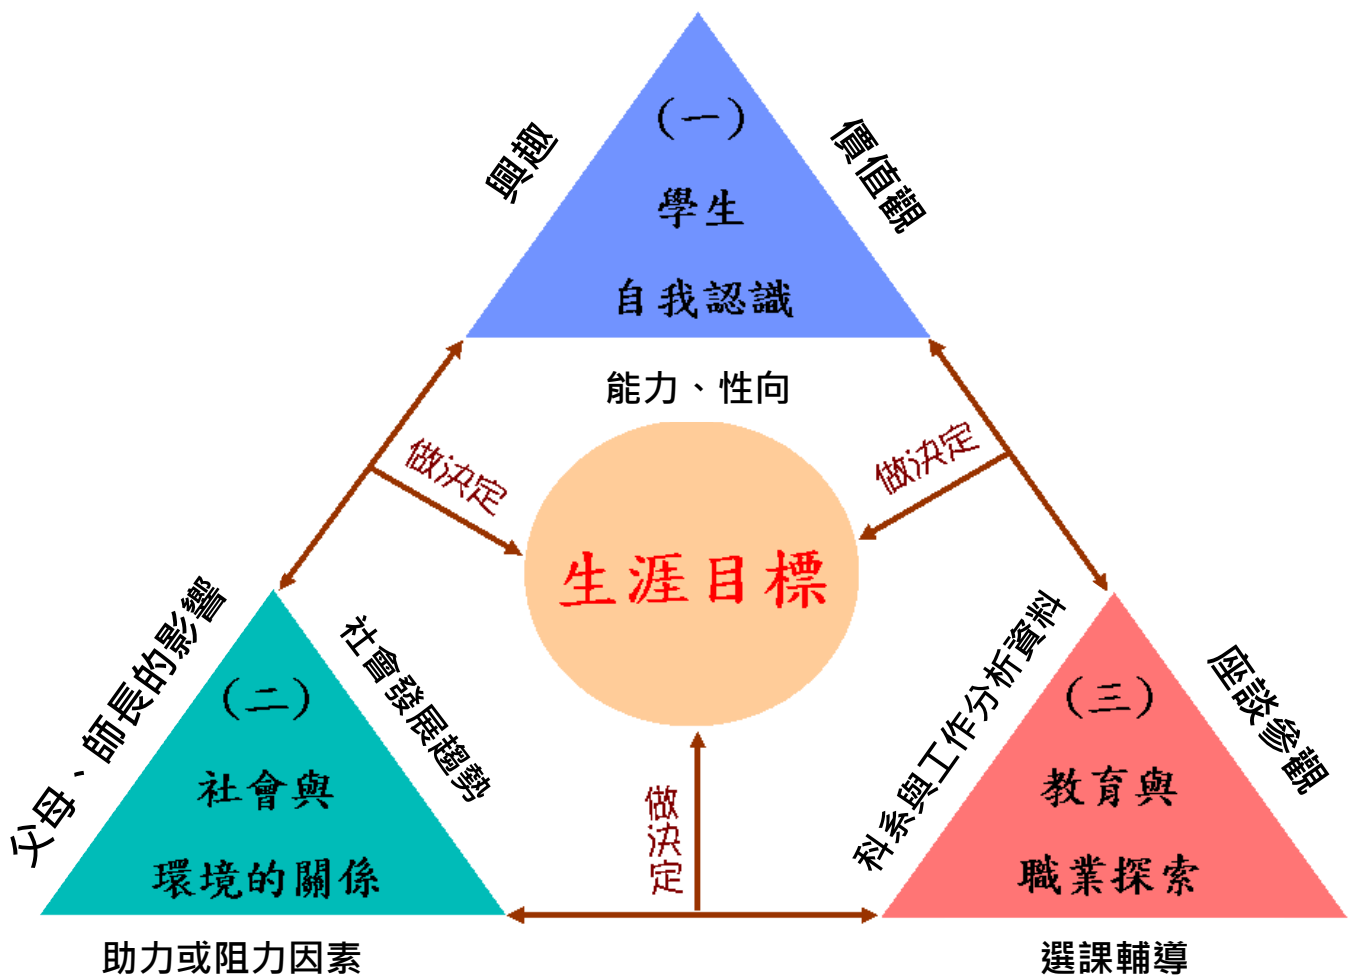 興趣
(一)
學生
自我認識
價值觀
能力、性向
做決定
做決定
生涯目標
父母、師長的影響
(二)
社會與
環境的關係
社會發展趨勢
助力或阻力因素
做決定
科系與工作分析資料
(三)
教育與
職業探索
座談參觀
選課輔導